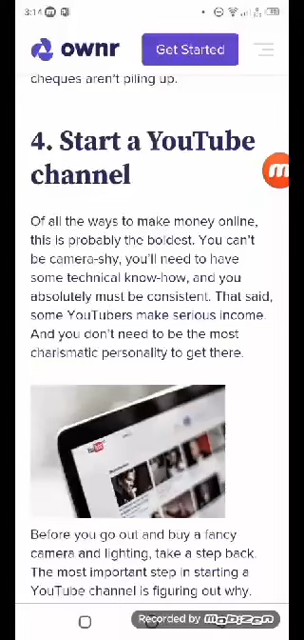 3:14
ownr
Get Started
cheques aren't piling up.
4. Start a YouTube
channel
Of all the ways to make money online,
this is probably the boldest. You can't
be camera-shy, you'll need to have
some technical know-how, and you
absolutely must be consistent. That said,
some YouTubers make serious income.
And you don't need to be the most
charismatic personality to get there.
Before you go out and buy a fancy
camera and lighting, take a step back.
The most important step in starting a
YouTube channel is figuring out why.
Recorded by Mobizen